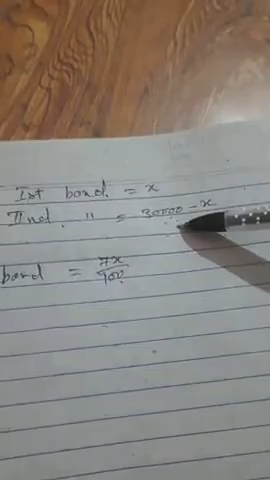 Ist bond = x
IInd. " = 30000 - x
bond = 7x/100